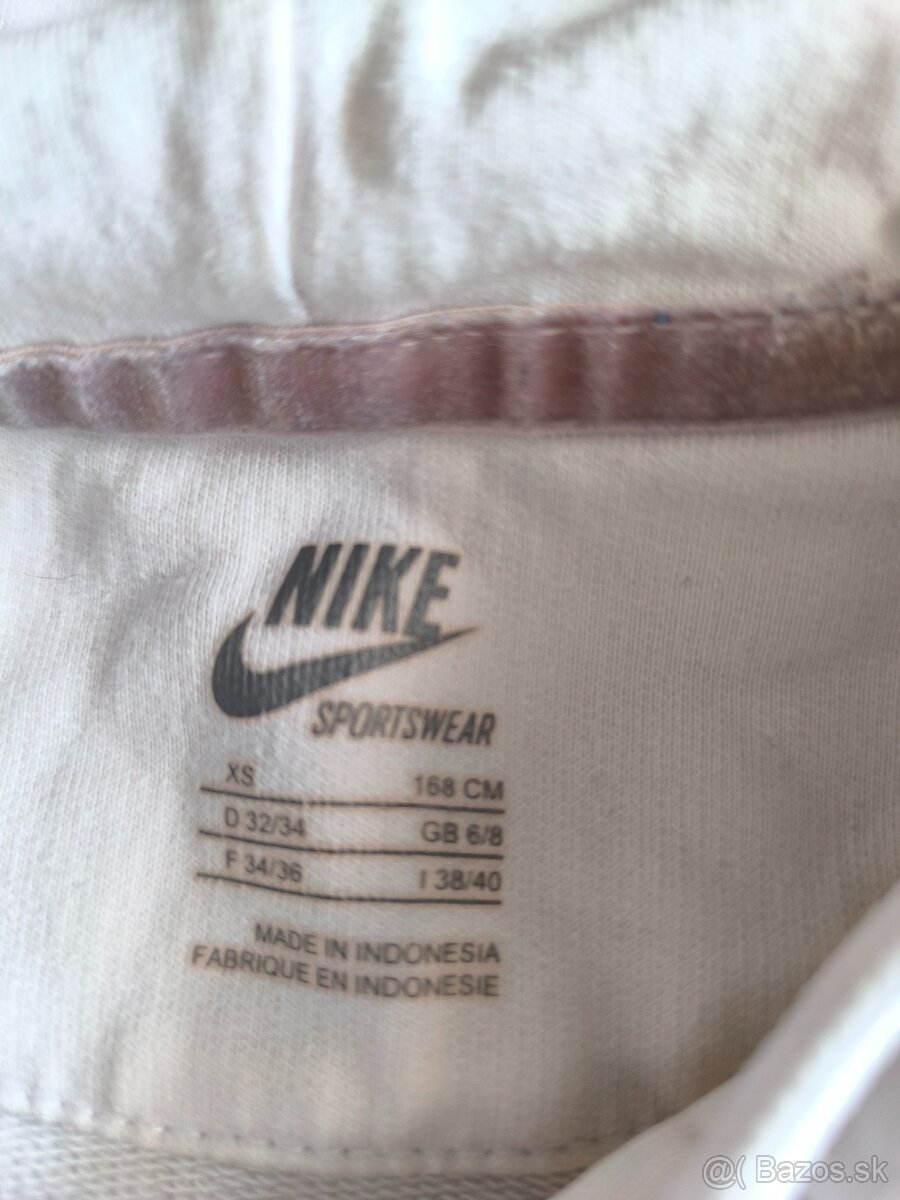 NIKE
SPORTSWEAR
XS 168 CM
D 32/34 GB 6/8
F 34/36 I 38/40
MADE IN INDONESIA
FABRIQUE EN INDONESIE
@( Bazos.sk